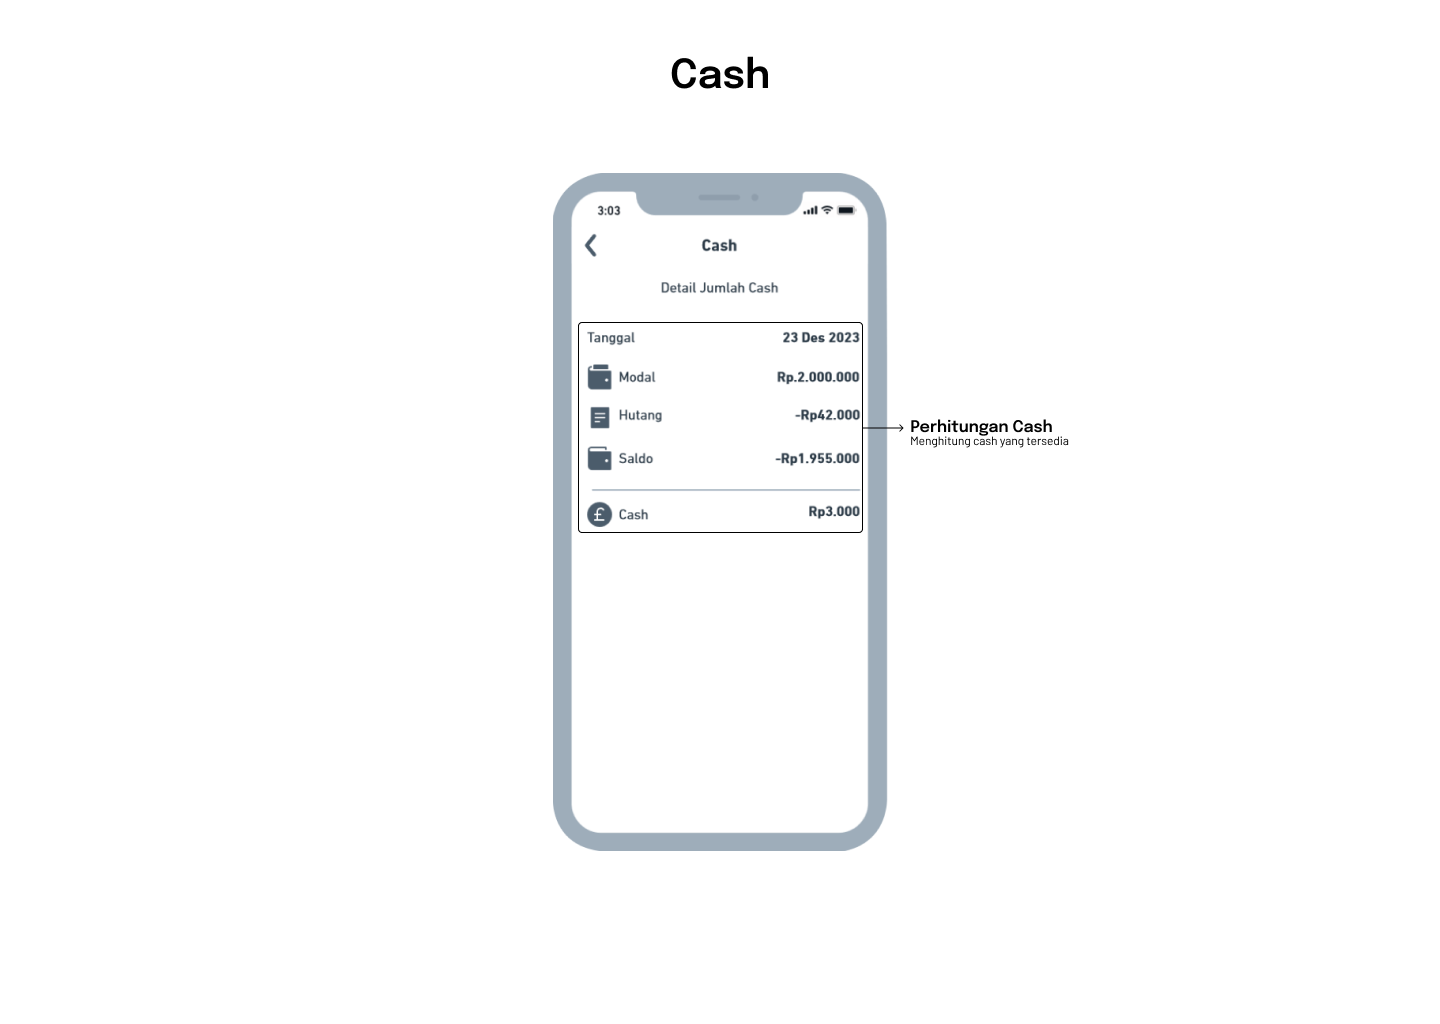 Cash
3:03
Cash
Detail Jumlah Cash
Tanggal 23 Des 2023
Modal Rp.2.000.000
Hutang -Rp42.000
Saldo -Rp1.955.000
£ Cash Rp3.000
Perhitungan Cash
Menghitung cash yang tersedia